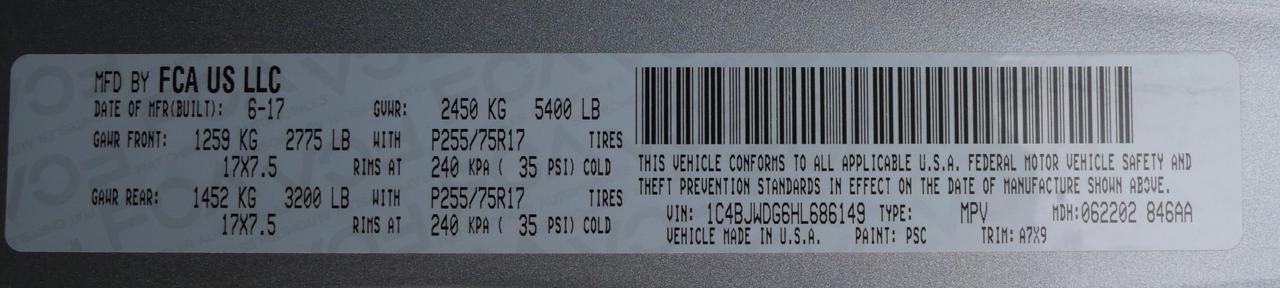 MFD BY FCA US LLC
DATE OF MFR(BUILT): 6-17 GVWR: 2450 KG 5400 LB
GAWR FRONT: 1259 KG 2775 LB WITH P255/75R17 TIRES
17X7.5 RIMS AT 240 KPA ( 35 PSI) COLD
GAWR REAR: 1452 KG 3200 LB WITH P255/75R17 TIRES
17X7.5 RIMS AT 240 KPA ( 35 PSI) COLD
THIS VEHICLE CONFORMS TO ALL APPLICABLE U.S.A. FEDERAL MOTOR VEHICLE SAFETY AND
THEFT PREVENTION STANDARDS IN EFFECT ON THE DATE OF MANUFACTURE SHOWN ABOVE.
VIN: 1C4BJWDG6HL686149 TYPE: MPV MDH:062202 846AA
VEHICLE MADE IN U.S.A. PAINT: PSC TRIM: A7X9